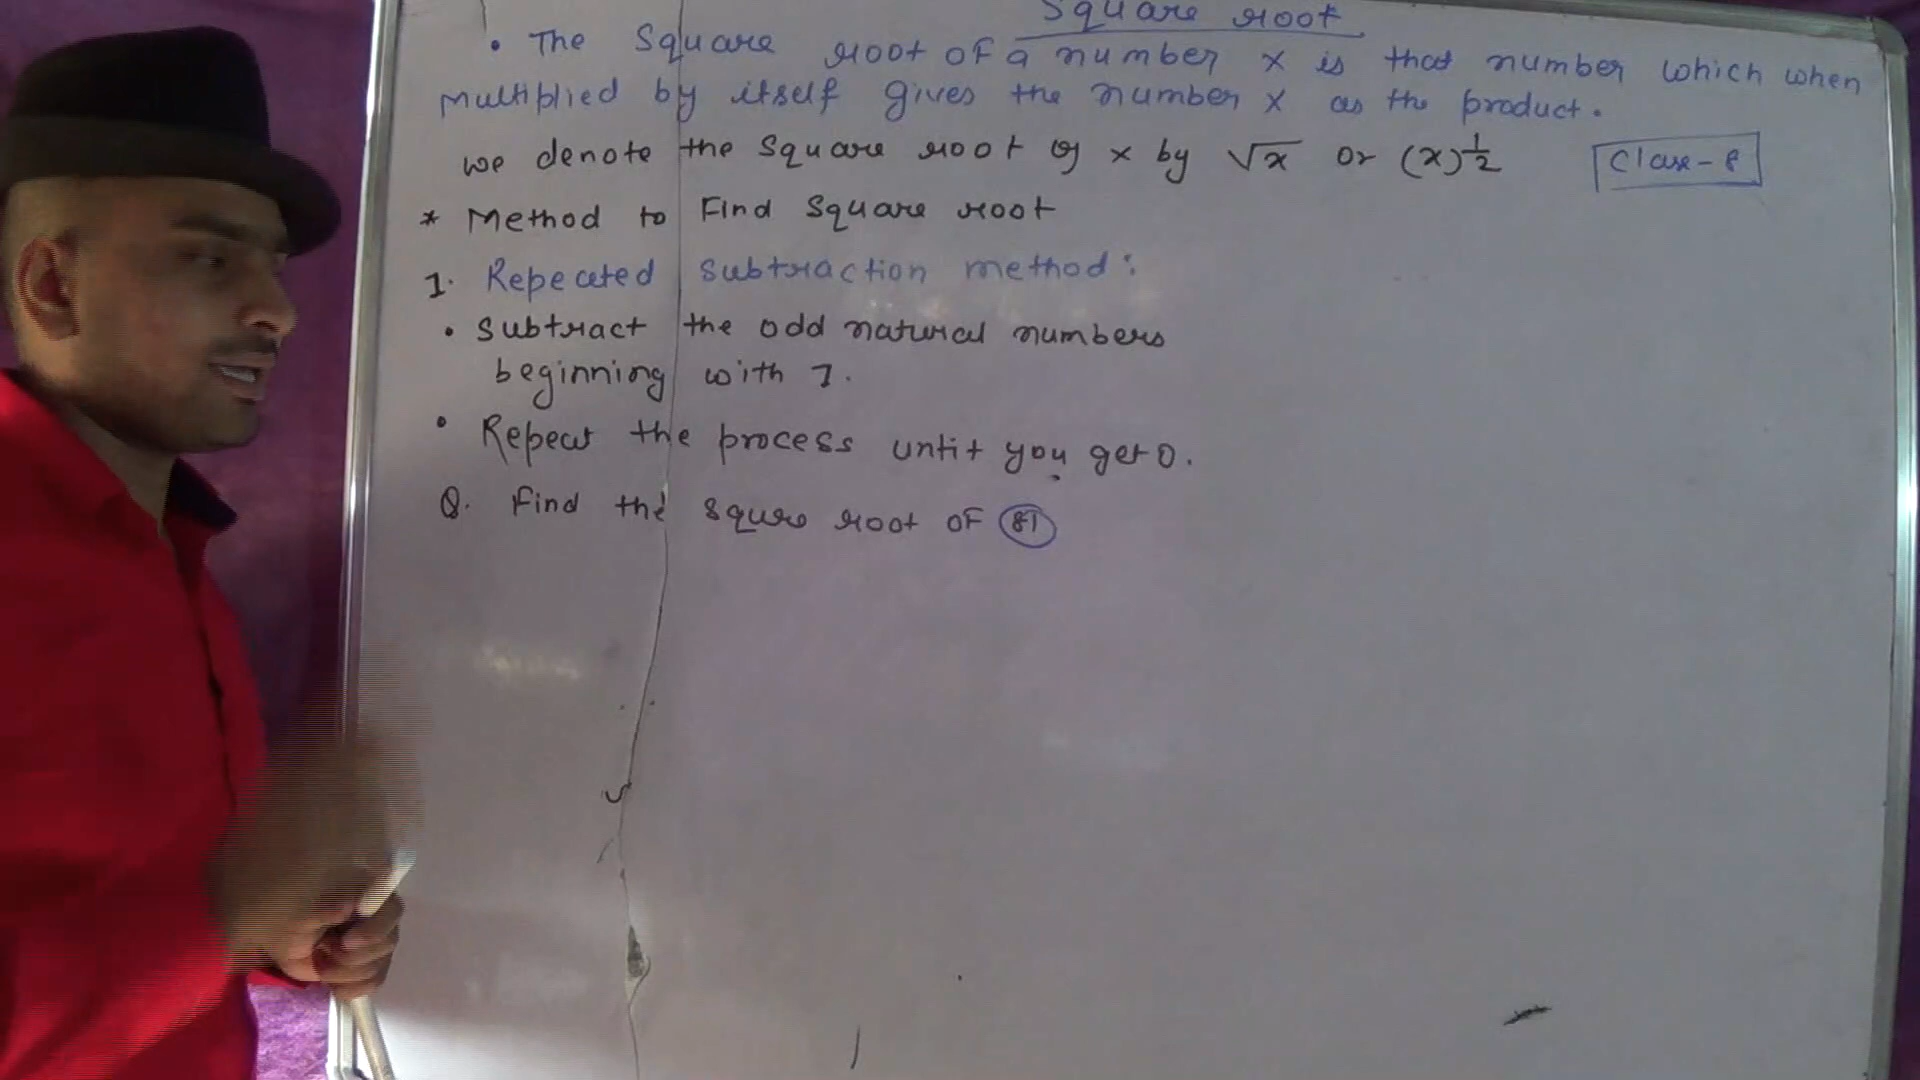 Square root
• The Square root of a number x is that number which when
multiplied by itself gives the number x as the product.
we denote the square root of x by √x or (x)^1/2
Class-8
* Method to Find Square root
1. Repeated subtraction method:
• Subtract the odd natural numbers
beginning with 1.
• Repeat the process until you get 0.
Q. Find the squre root of 81